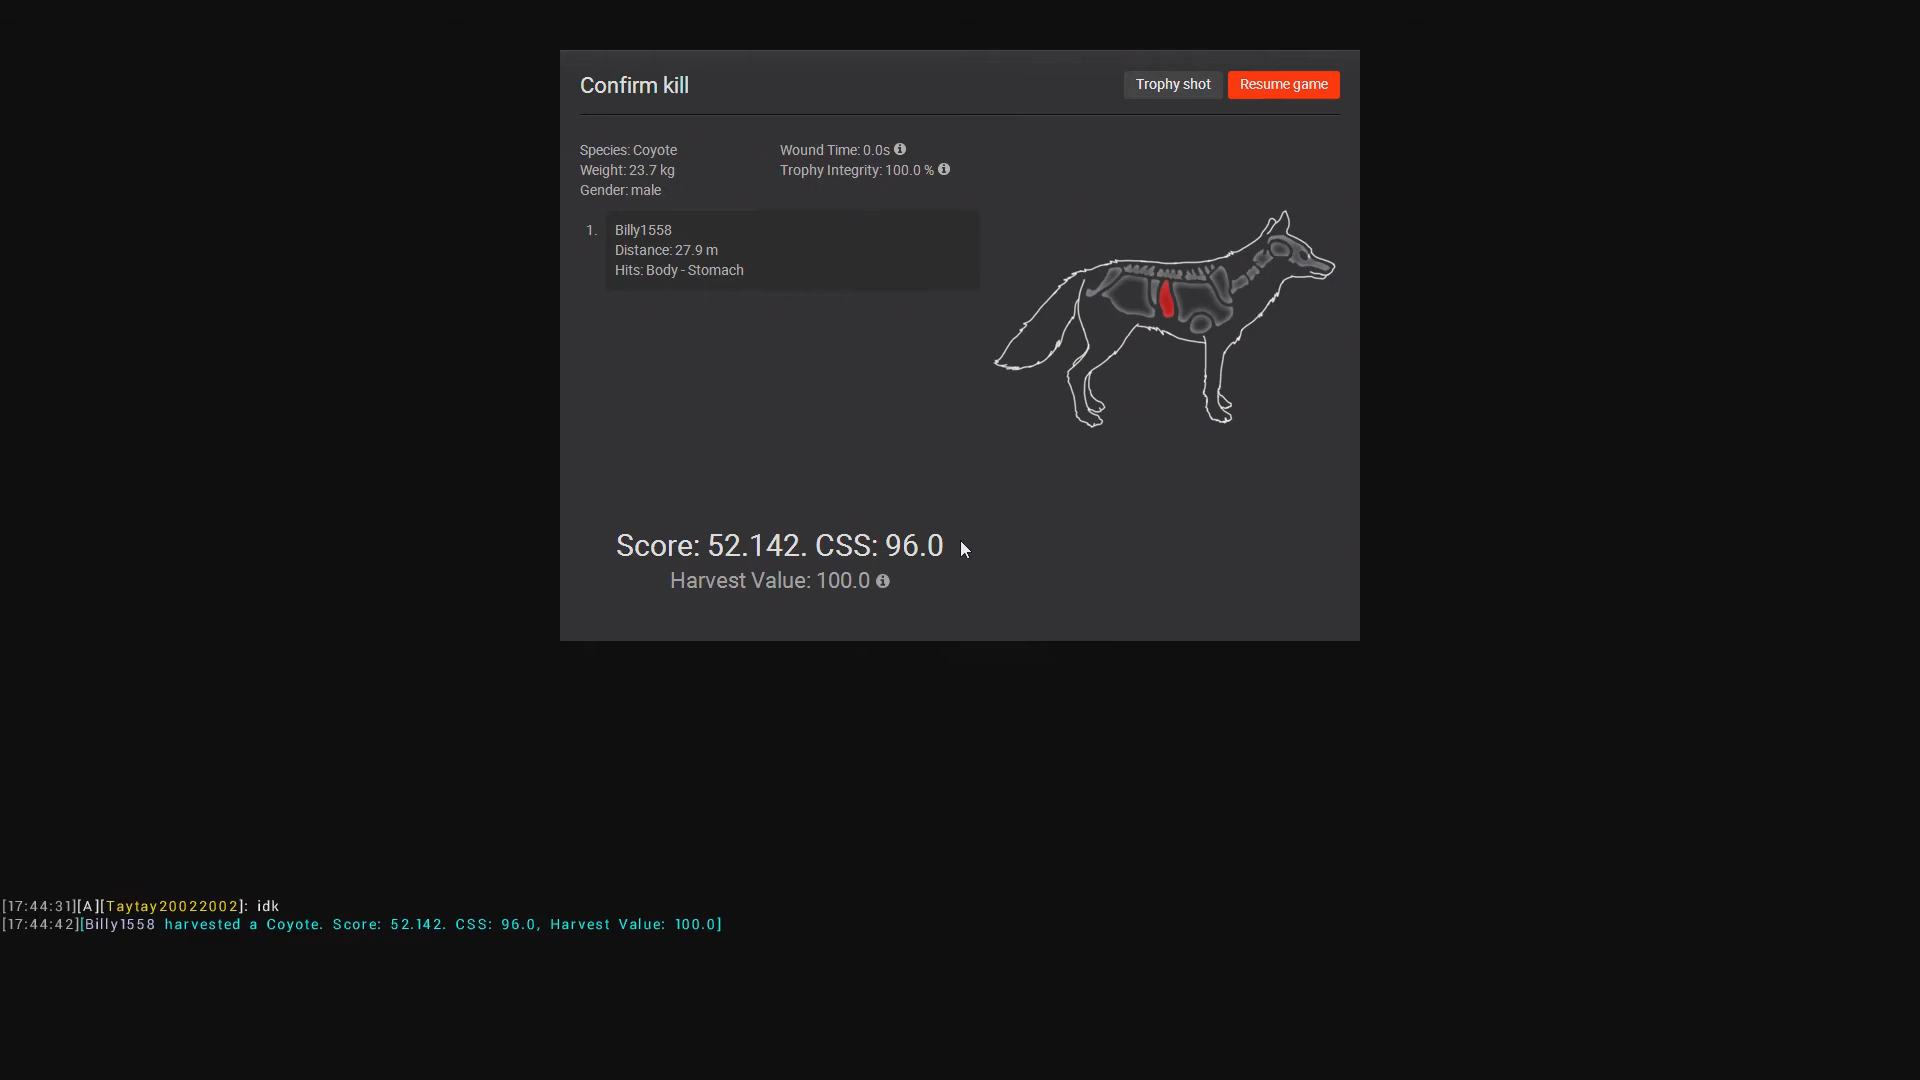 Confirm kill
Trophy shot
Resume game
Species: Coyote
Weight: 23.7 kg
Gender: male
Wound Time: 0.0s
Trophy Integrity: 100.0 %
1.
Billy1558
Distance: 27.9 m
Hits: Body - Stomach
Score: 52.142. CSS: 96.0
Harvest Value: 100.0
[17:44:31][A][Taytay20022002]: idk
[17:44:42][Billy1558 harvested a Coyote. Score: 52.142. CSS: 96.0, Harvest Value: 100.0]